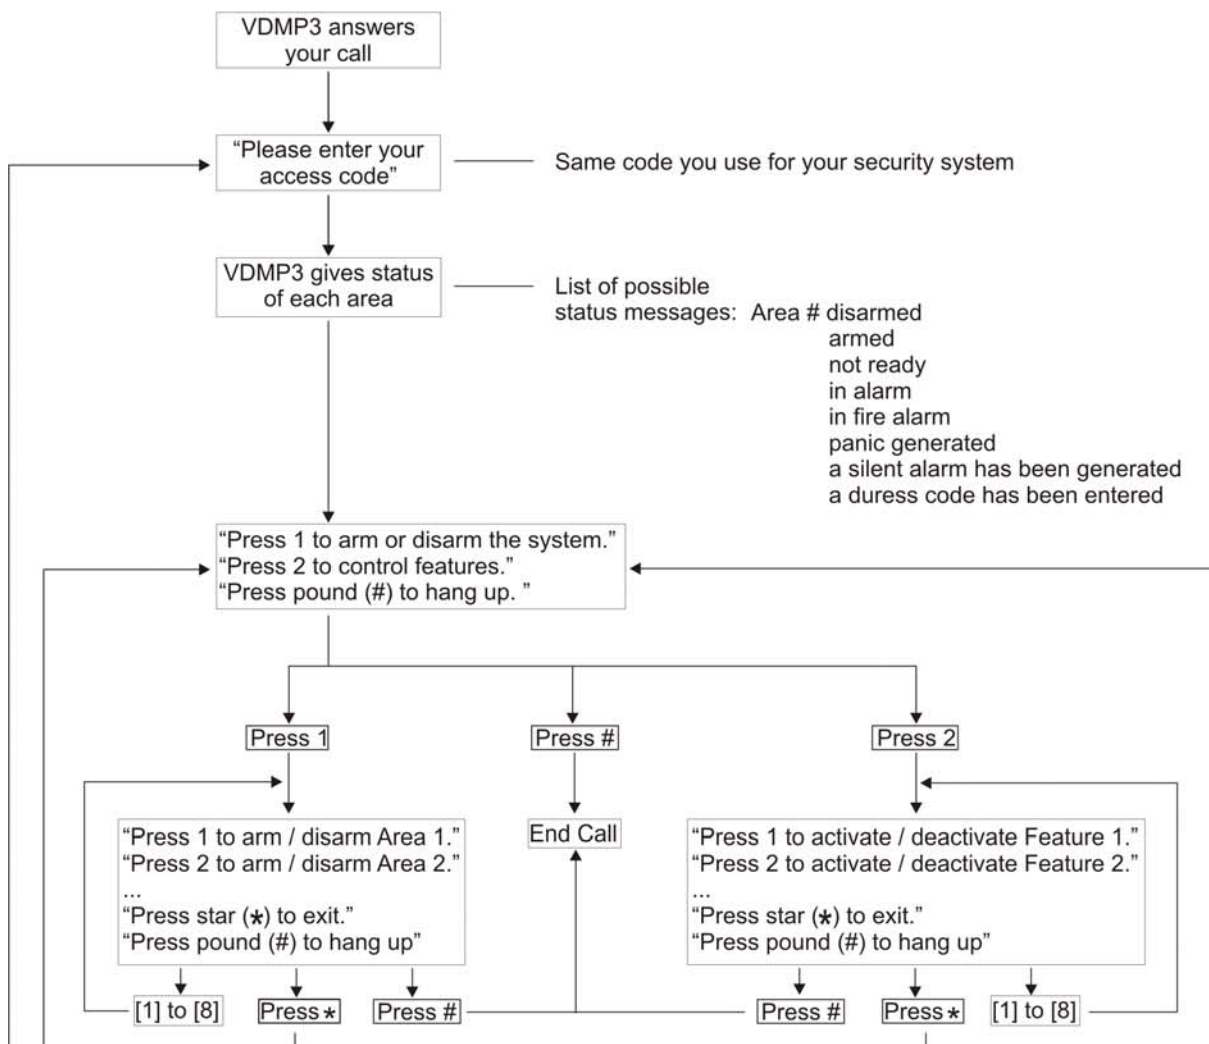 VDMP3 answers
your call
“Please enter your
access code”
Same code you use for your security system
VDMP3 gives status
of each area
List of possible
status messages: Area # disarmed
armed
not ready
in alarm
in fire alarm
panic generated
a silent alarm has been generated
a duress code has been entered
“Press 1 to arm or disarm the system.”
“Press 2 to control features.”
“Press pound (#) to hang up. ”
Press 1
Press #
Press 2
“Press 1 to arm / disarm Area 1.”
“Press 2 to arm / disarm Area 2.”
...
“Press star (*) to exit.”
“Press pound (#) to hang up”
End Call
“Press 1 to activate / deactivate Feature 1.”
“Press 2 to activate / deactivate Feature 2.”
...
“Press star (*) to exit.”
“Press pound (#) to hang up”
[1] to [8]
Press *
Press #
Press #
Press *
[1] to [8]